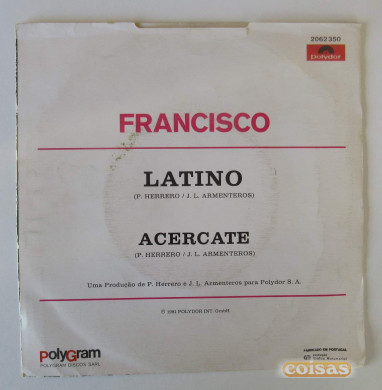 2062 350
Polydor
FRANCISCO
LATINO
(P. HERRERO / J. L. ARMENTEROS)
ACERCATE
(P. HERRERO / J. L. ARMENTEROS)
Uma Produção de P. Herrero e J. L. Armenteros para Polydor S. A.
℗ 1981 POLYDOR INT. GmbH
PolyGram
POLYGRAM DISCOS SARL
FABRICADO EM PORTUGAL
coisas